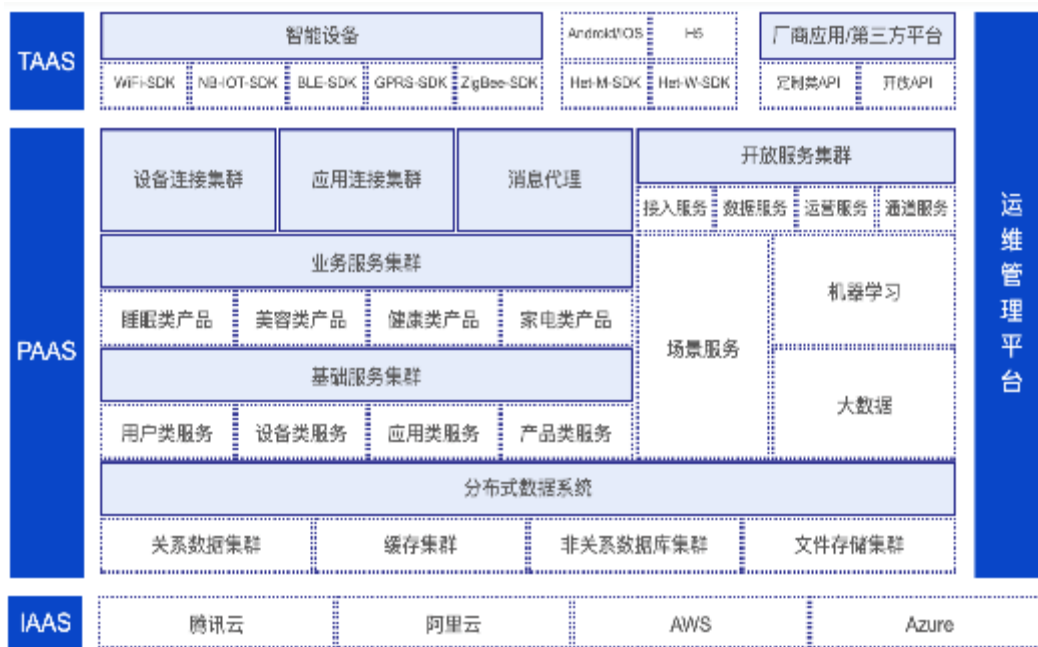 TAAS
智能设备
Android/IOS
H5
厂商应用/第三方平台
WiFi-SDK
NB-IOT-SDK
BLE-SDK
GPRS-SDK
ZigBee-SDK
Het-M-SDK
Het-W-SDK
定制类API
开放API
PAAS
设备连接集群
应用连接集群
消息代理
开放服务集群
接入服务
数据服务
运营服务
通道服务
业务服务集群
睡眠类产品
美容类产品
健康类产品
家电类产品
场景服务
机器学习
基础服务集群
大数据
用户类服务
设备类服务
应用类服务
产品类服务
分布式数据系统
关系数据集群
缓存集群
非关系数据库集群
文件存储集群
运维管理平台
IAAS
腾讯云
阿里云
AWS
Azure